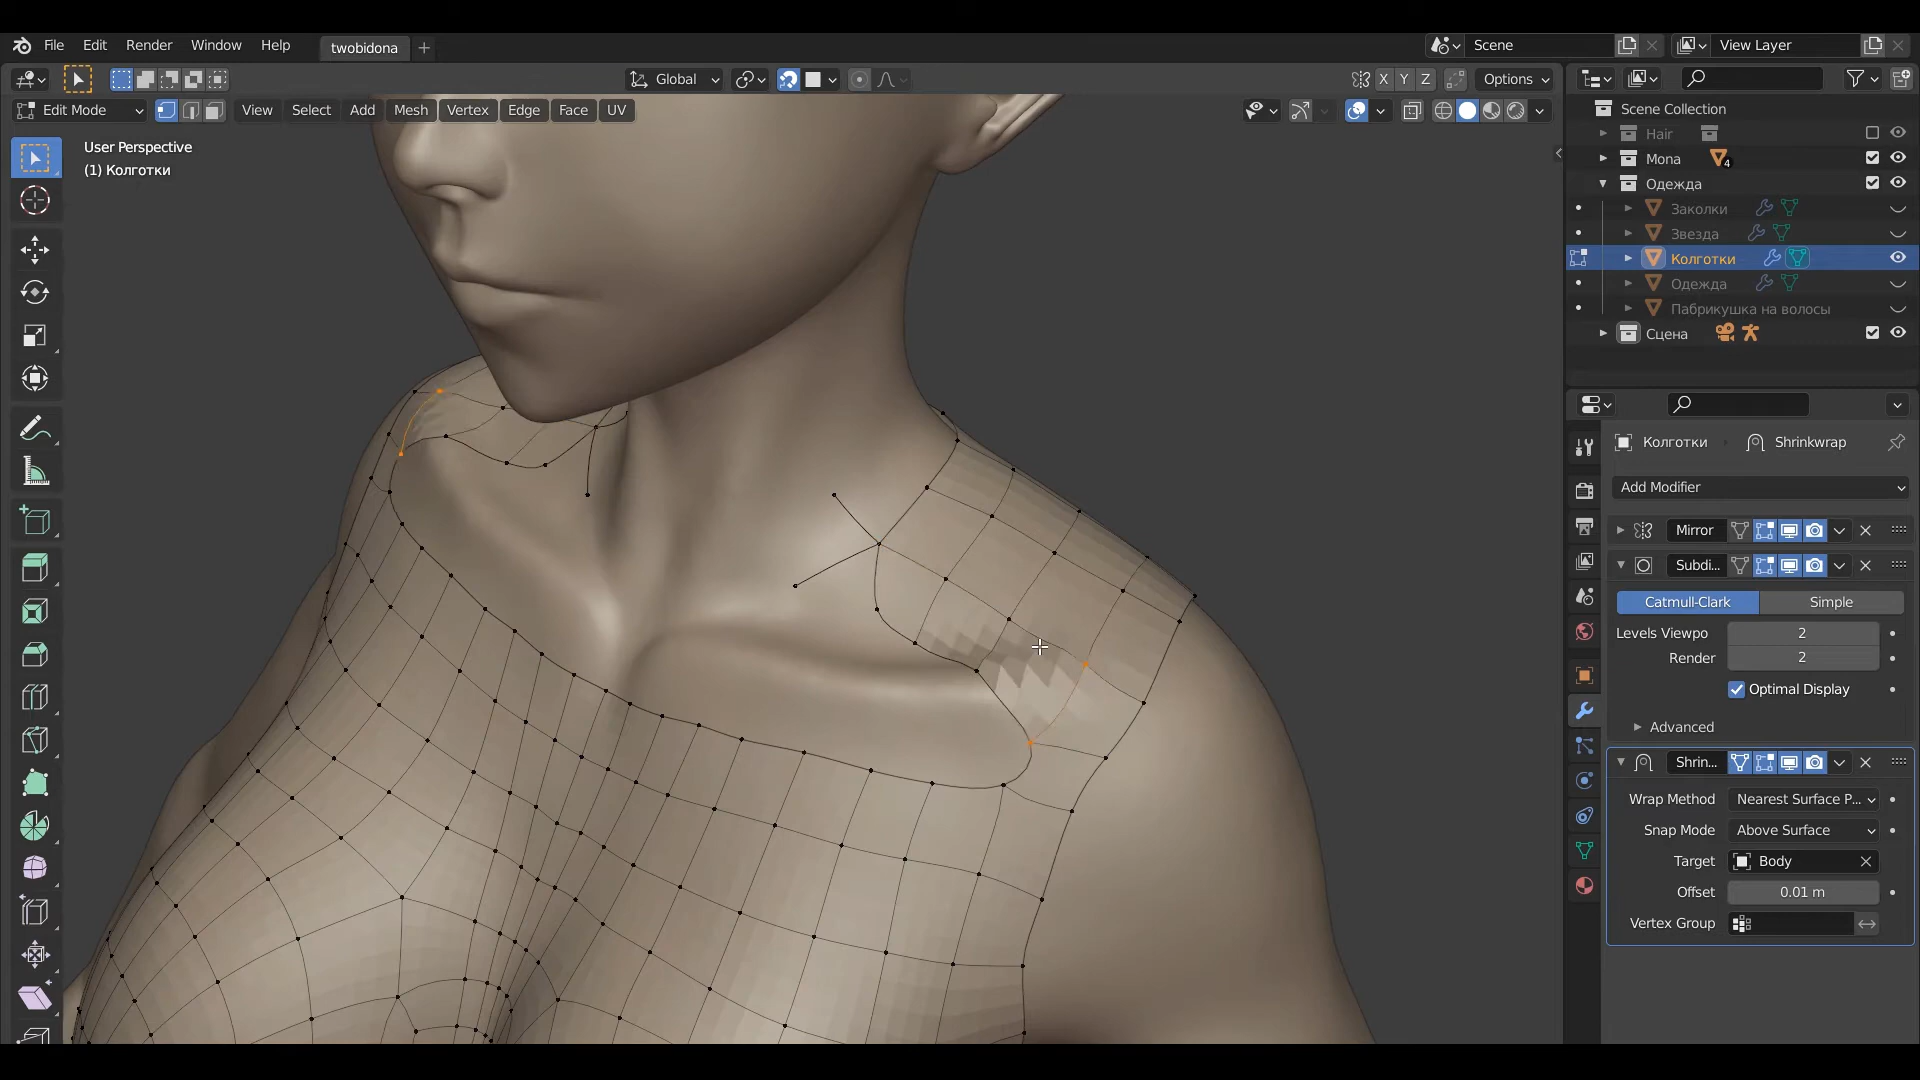 File Edit Render Window Help
twobidona
Scene
View Layer
Global
X Y Z
Options
Edit Mode
View Select Add Mesh Vertex Edge Face UV
User Perspective
(1) Колготки
Scene Collection
Hair
Mona 4
Одежда
Заколки
Звезда
Колготки
Одежда
Пабрикушка на волосы
Сцена
Колготки Shrinkwrap
Add Modifier
Mirror
Subdi...
Catmull-Clark Simple
Levels Viewpo 2
Render 2
Optimal Display
Advanced
Shrin...
Wrap Method Nearest Surface P...
Snap Mode Above Surface
Target Body
Offset 0.01 m
Vertex Group